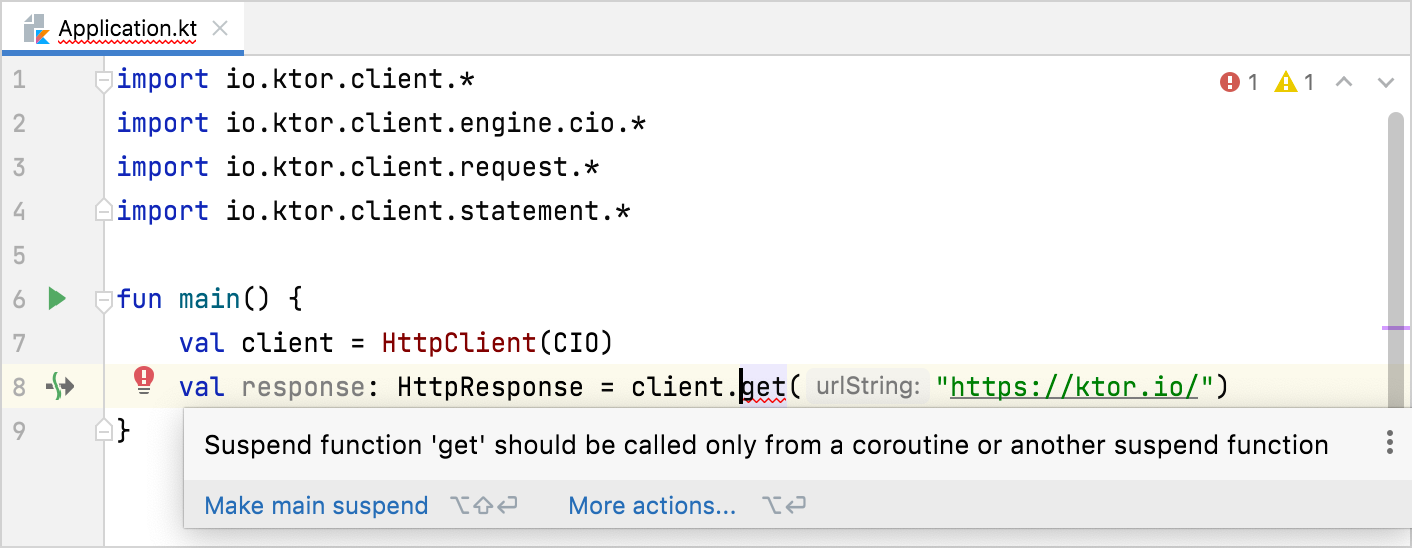 Application.kt
1 import io.ktor.client.* 1 1
2 import io.ktor.client.engine.cio.*
3 import io.ktor.client.request.*
4 import io.ktor.client.statement.*
5
6 fun main() {
7 val client = HttpClient(CIO)
8 val response: HttpResponse = client.get( urlString: "https://ktor.io/")
9 }
Suspend function 'get' should be called only from a coroutine or another suspend function
Make main suspend ⌥⇧⏎ More actions... ⌥⏎